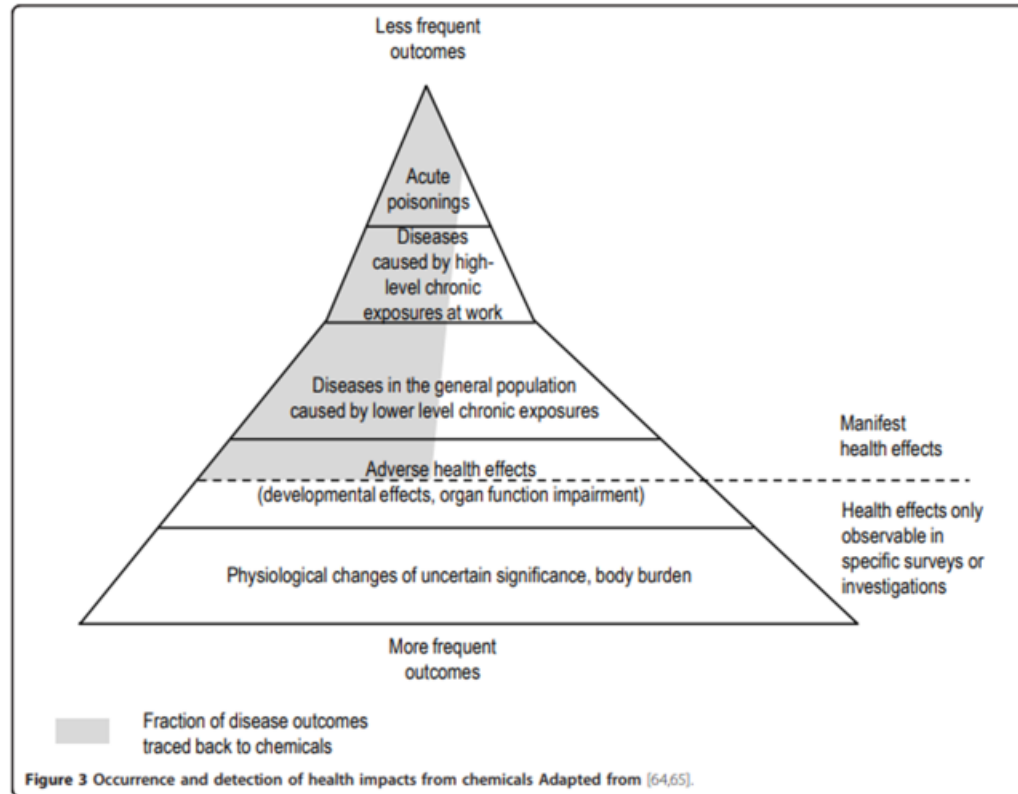 Less frequent
outcomes
Acute
poisonings
Diseases
caused by high-
level chronic
exposures at work
Diseases in the general population
caused by lower level chronic exposures
Manifest
health effects
Adverse health effects
(developmental effects, organ function impairment)
Health effects only
observable in
specific surveys or
investigations
Physiological changes of uncertain significance, body burden
More frequent
outcomes
Fraction of disease outcomes
traced back to chemicals
Figure 3 Occurrence and detection of health impacts from chemicals Adapted from [64,65].